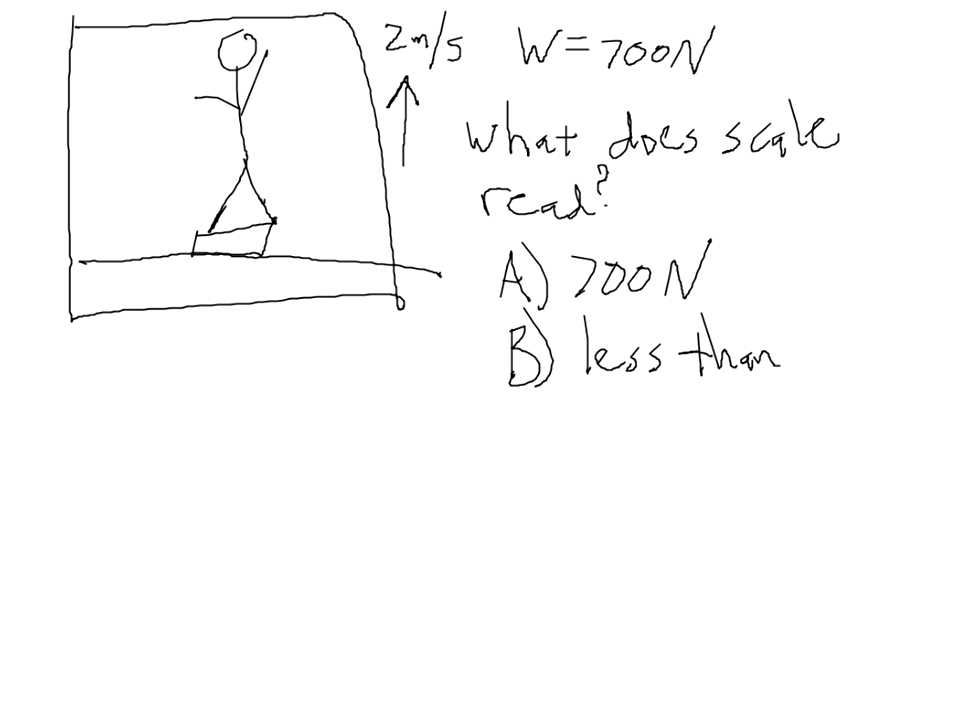 2m/s W=700N
What does scale
read?
A) 700N
B) less than